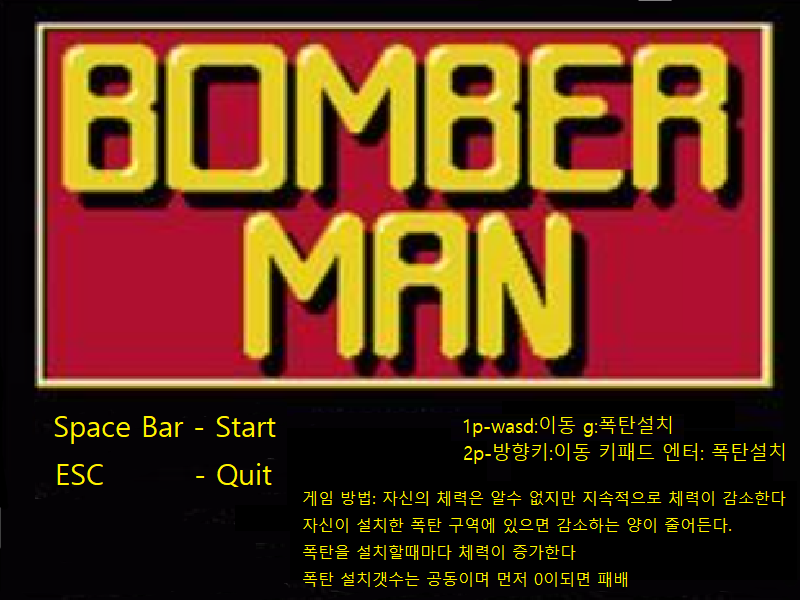 BOMBER
MAN
Space Bar - Start
ESC - Quit
1p-wasd:이동 g:폭탄설치
2p-방향키:이동 키패드 엔터: 폭탄설치
게임 방법: 자신의 체력은 알수 없지만 지속적으로 체력이 감소한다
자신이 설치한 폭탄 구역에 있으면 감소하는 양이 줄어든다.
폭탄을 설치할때마다 체력이 증가한다
폭탄 설치갯수는 공동이며 먼저 0이되면 패배